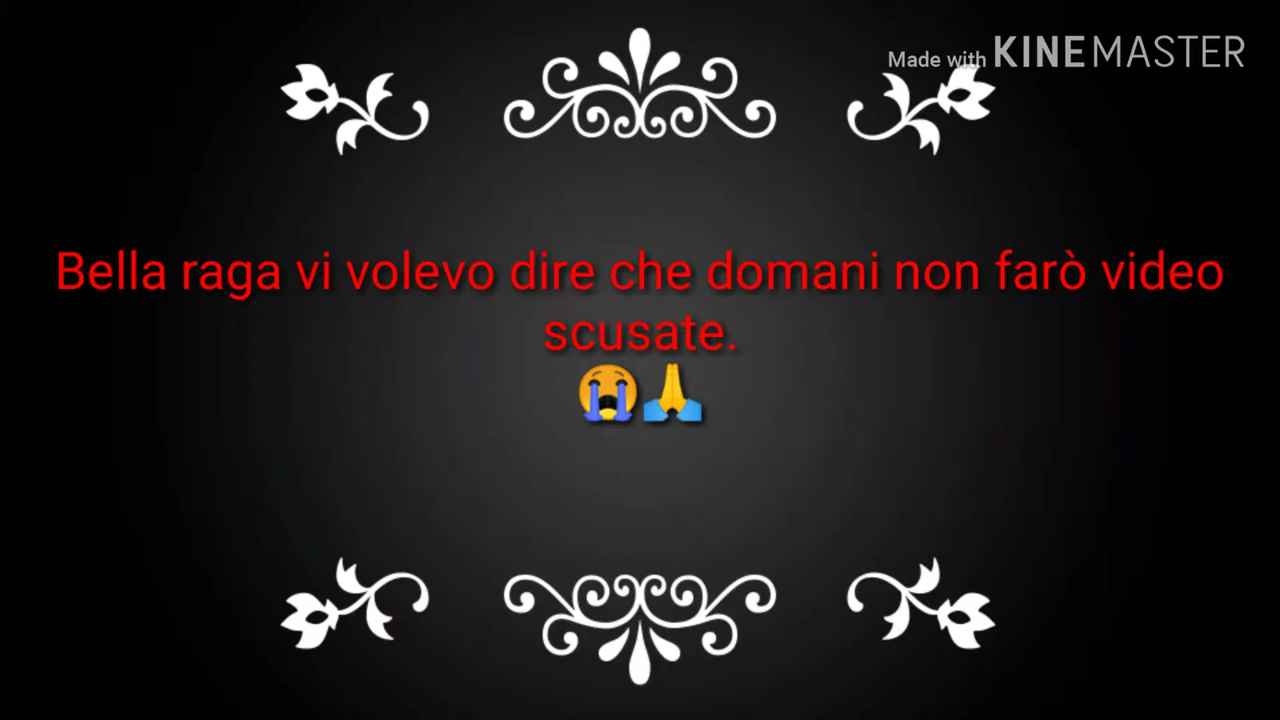 Made with KINEMASTER
Bella raga vi volevo dire che domani non farò video
scusate.
😭🙏